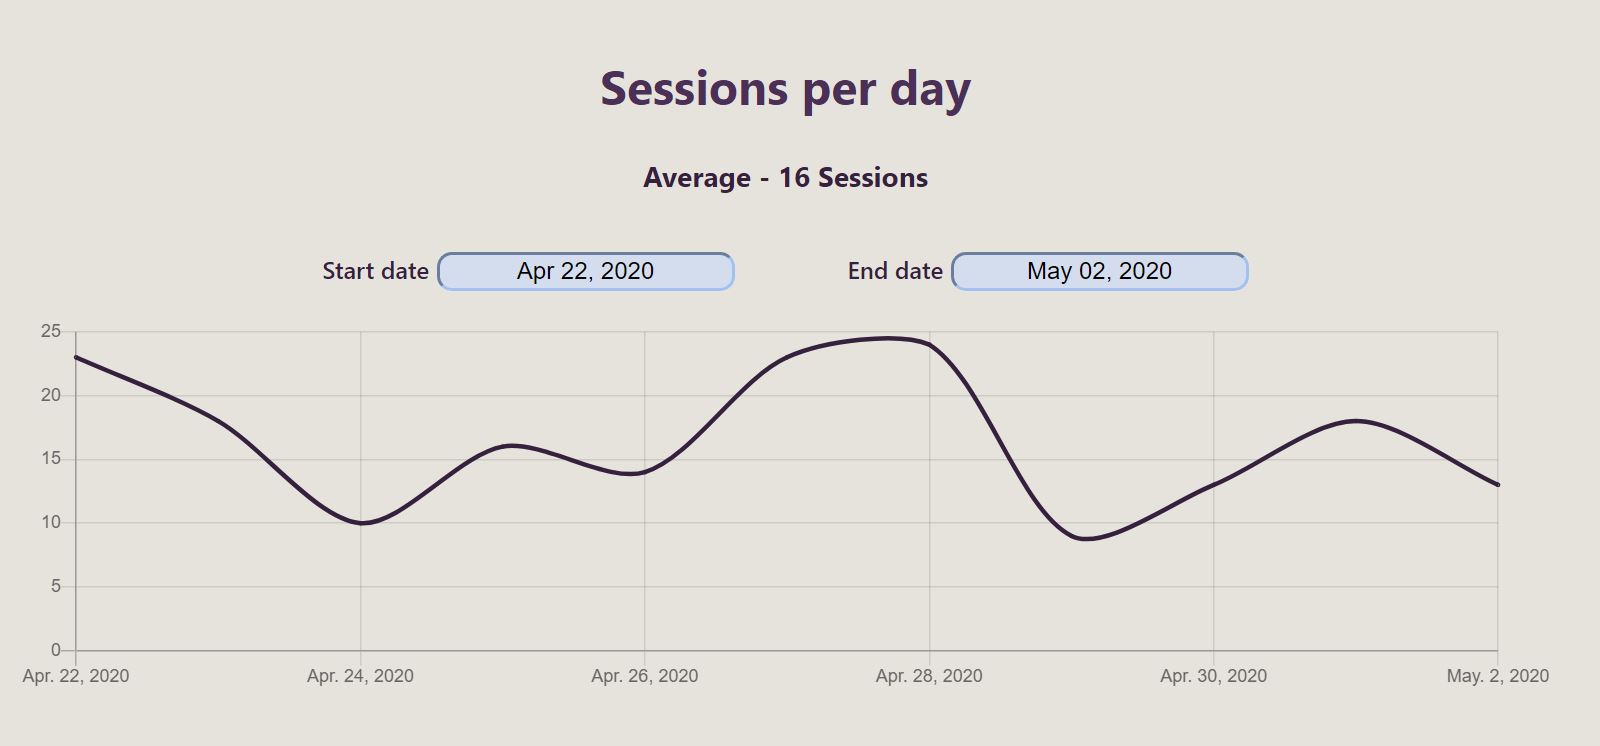 Sessions per day
Average - 16 Sessions
Start date Apr 22, 2020 End date May 02, 2020
25
20
15
10
5
0
Apr. 22, 2020 Apr. 24, 2020 Apr. 26, 2020 Apr. 28, 2020 Apr. 30, 2020 May. 2, 2020